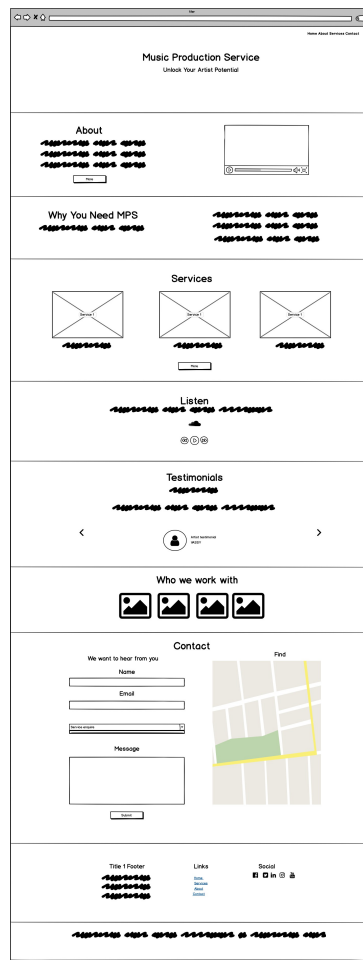 Home About Services Contact
Music Production Service
Unlock Your Artist Potential
About
More
Why You Need MPS
Services
Service 1
Service 1
Service 1
More
Listen
Testimonials
Artist testimonial
Who we work with
Contact
We want to hear from you
Name
Email
Service enquire
Message
Submit
Find
Title 1 Footer
Links
Home
Services
About
Contact
Social